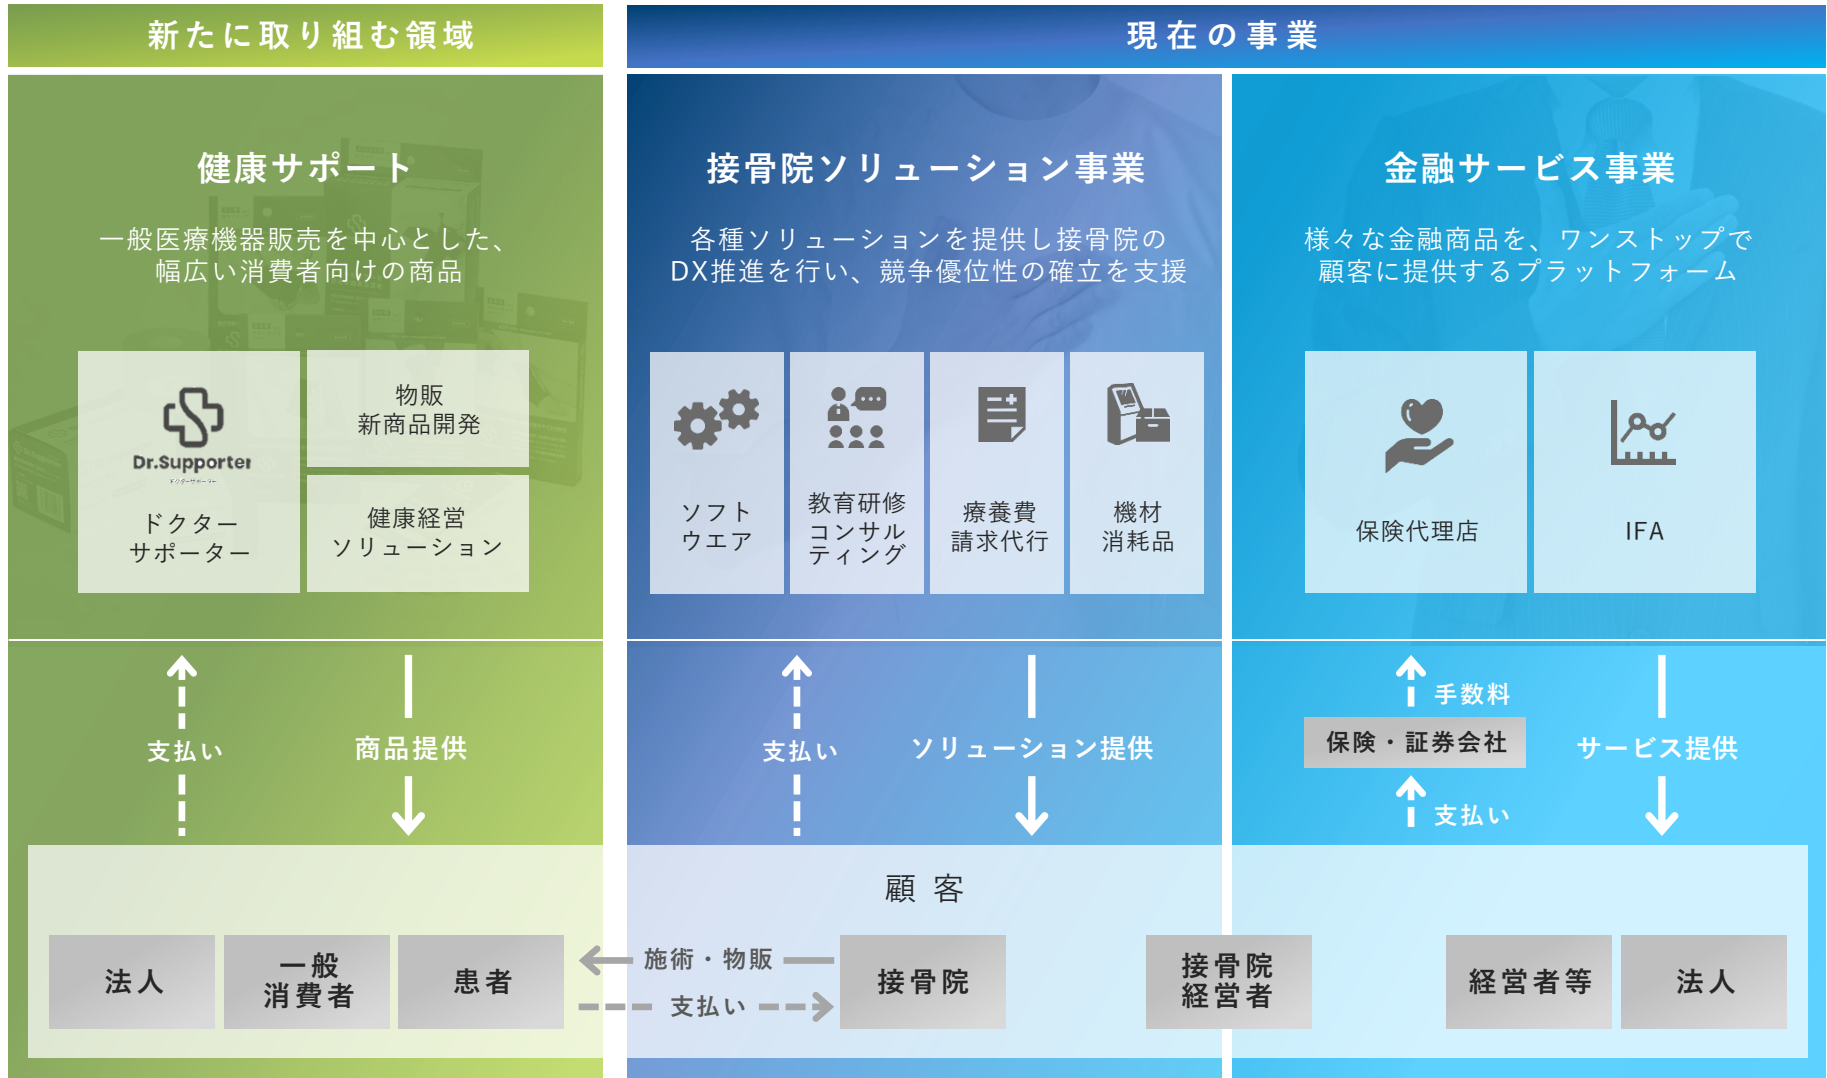 新たに取り組む領域
現在の事業
健康サポート
一般医療機器販売を中心とした、
幅広い消費者向けの商品
Dr.Supporter
ドクターサポーター
ドクター
サポーター
物販
新商品開発
健康経営
ソリューション
接骨院ソリューション事業
各種ソリューションを提供し接骨院の
DX推進を行い、競争優位性の確立を支援
ソフト
ウエア
教育研修
コンサル
ティング
療養費
請求代行
機材
消耗品
金融サービス事業
様々な金融商品を、ワンストップで
顧客に提供するプラットフォーム
保険代理店
IFA
支払い
商品提供
支払い
ソリューション提供
手数料
保険・証券会社
支払い
サービス提供
顧客
法人
一般
消費者
患者
施術・物販
支払い
接骨院
接骨院
経営者
経営者等
法人